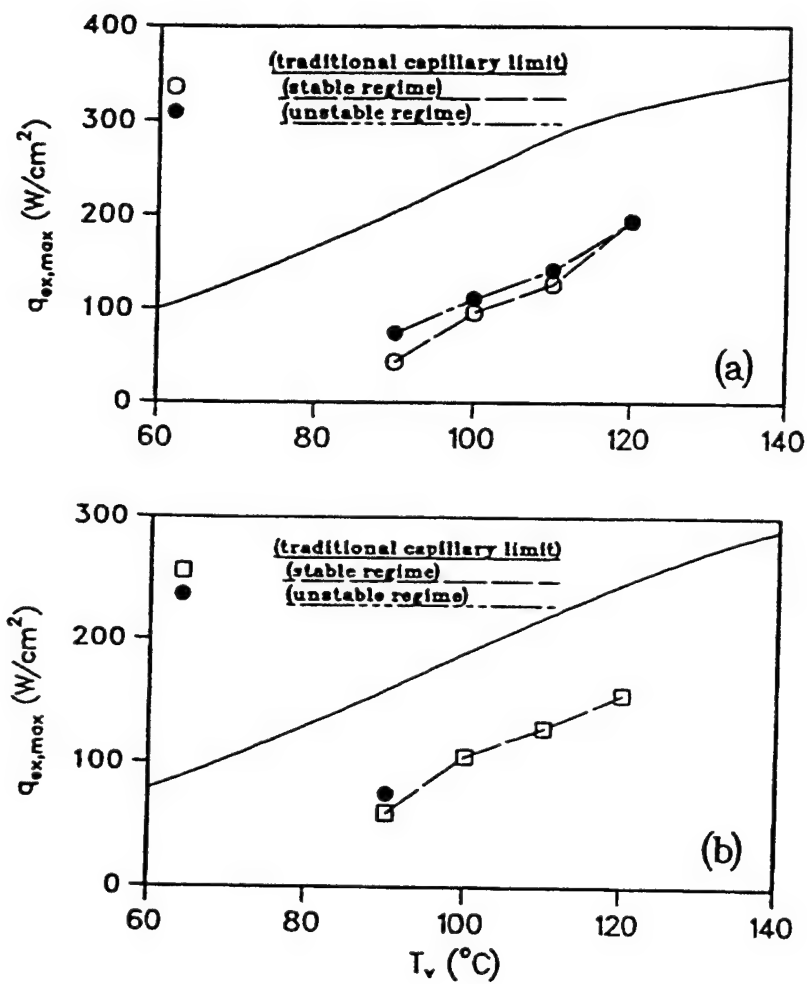 400
(traditional capillary limit)
(stable regime)
(unstable regime)
300
200
100
0
q_ex,max (W/cm²)
(a)
60 80 100 120 140
300
(traditional capillary limit)
(stable regime)
(unstable regime)
200
100
0
q_ex,max (W/cm²)
(b)
60 80 100 120 140
T_v (°C)